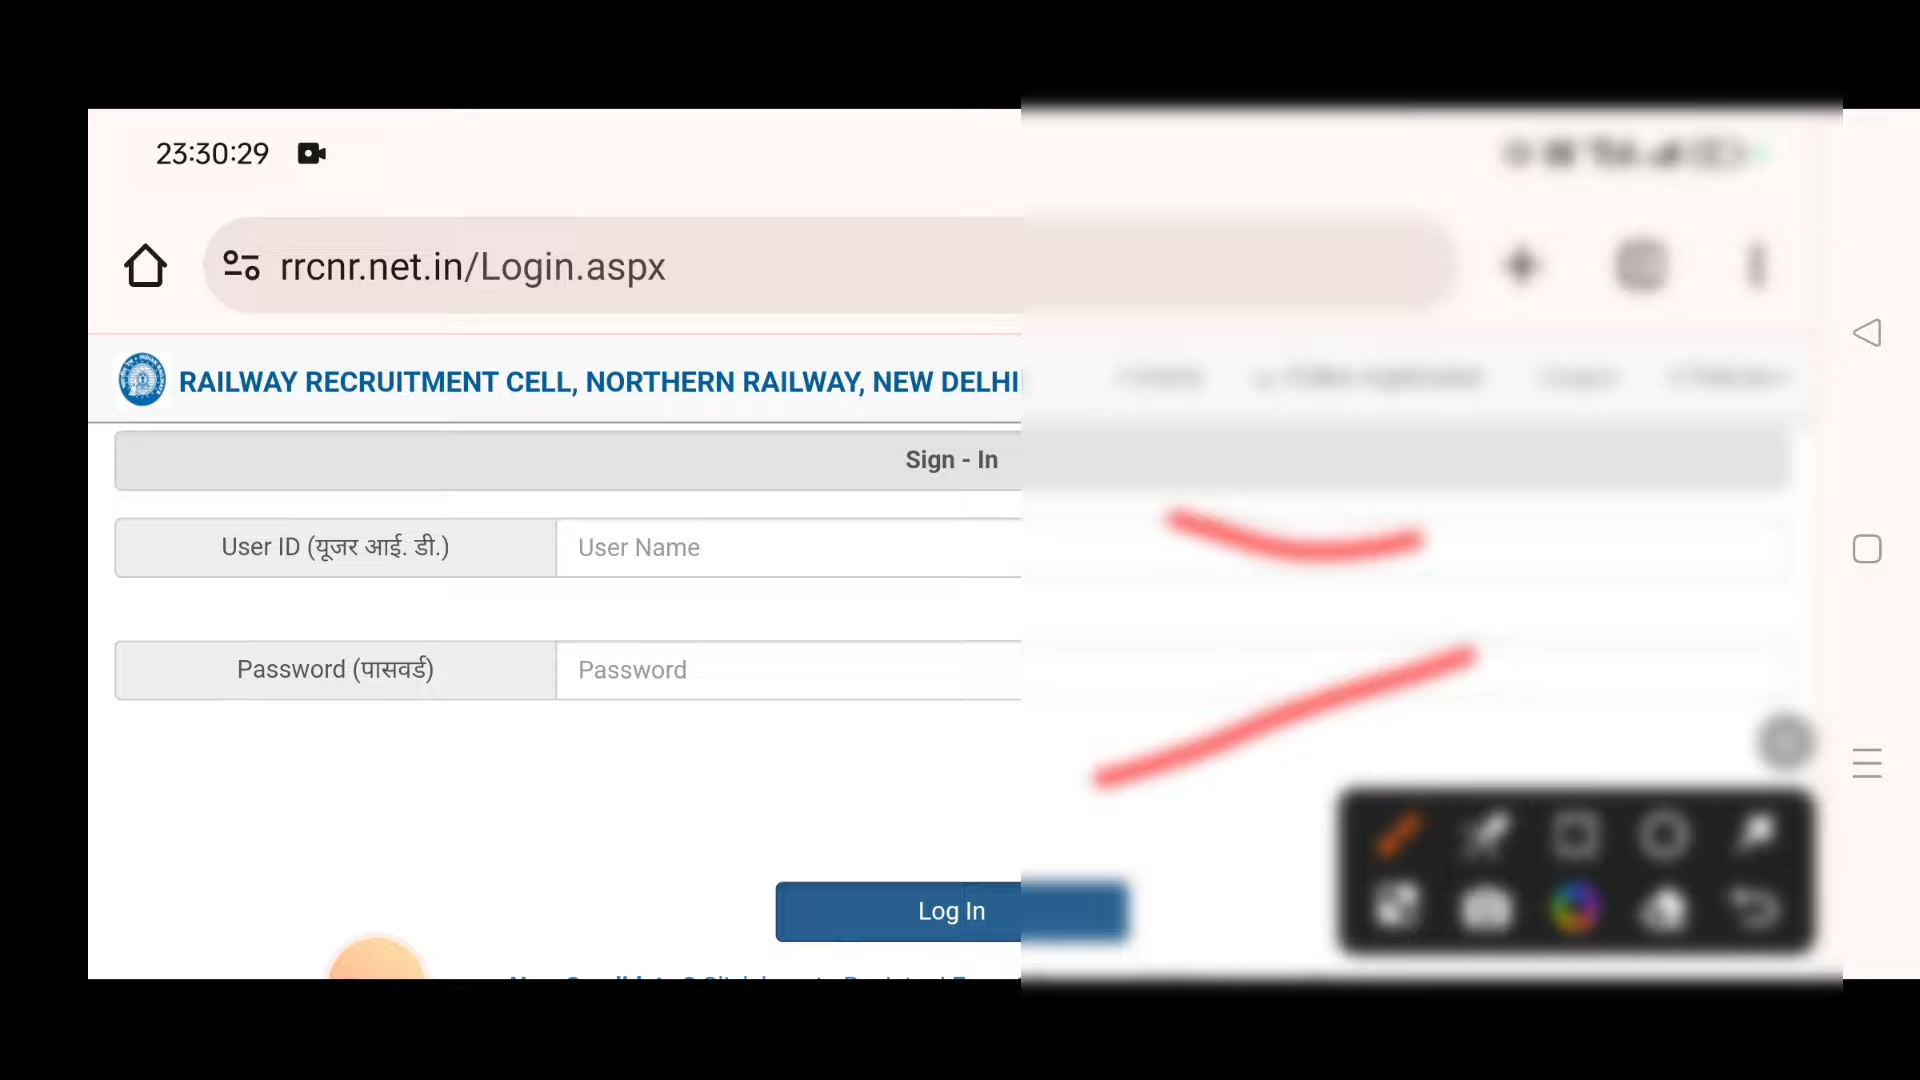 23:30:29
rrcnr.net.in/Login.aspx
RAILWAY RECRUITMENT CELL, NORTHERN RAILWAY, NEW DELHI
Sign - In
User ID (यूजर आई. डी.)
User Name
Password (पासवर्ड)
Password
Log In